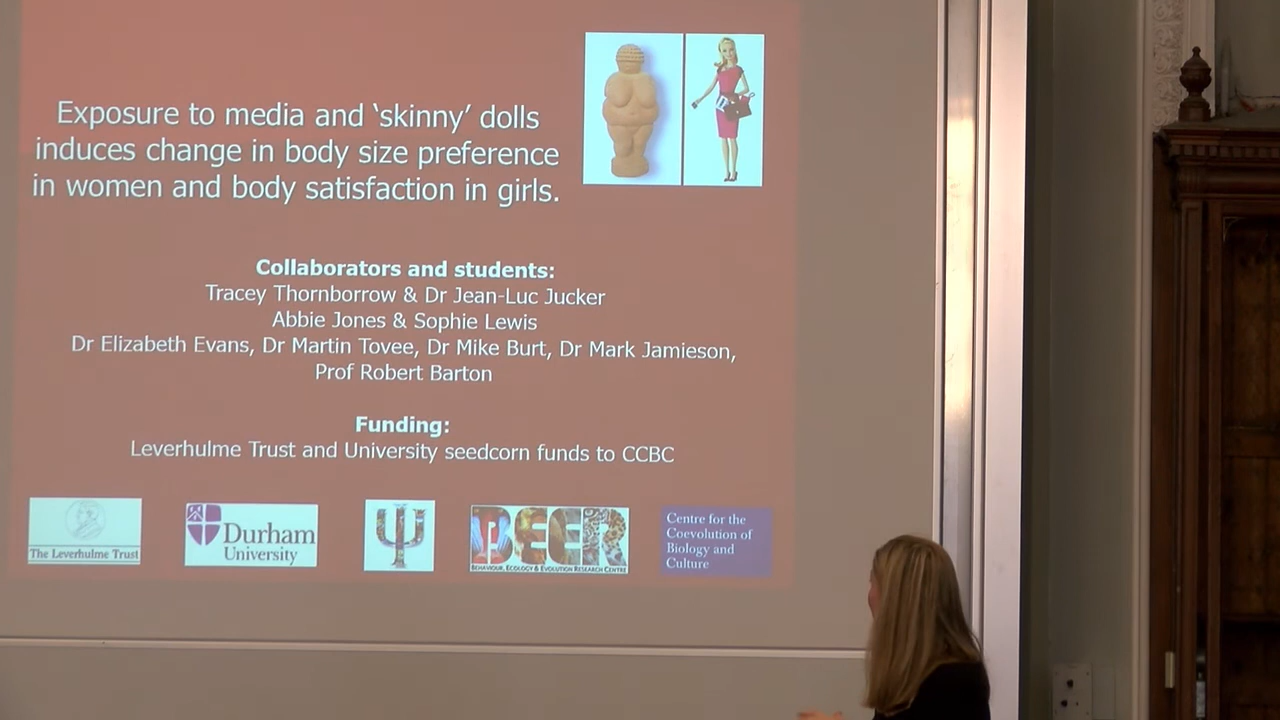 Exposure to media and ‘skinny’ dolls
induces change in body size preference
in women and body satisfaction in girls.
Collaborators and students:
Tracey Thornborrow & Dr Jean-Luc Jucker
Abbie Jones & Sophie Lewis
Dr Elizabeth Evans, Dr Martin Tovee, Dr Mike Burt, Dr Mark Jamieson,
Prof Robert Barton
Funding:
Leverhulme Trust and University seedcorn funds to CCBC
The Leverhulme Trust
Durham
University
Ψ
BEER
BEHAVIOUR, ECOLOGY & EVOLUTION RESEARCH CENTRE
Centre for the
Coevolution of
Biology and
Culture